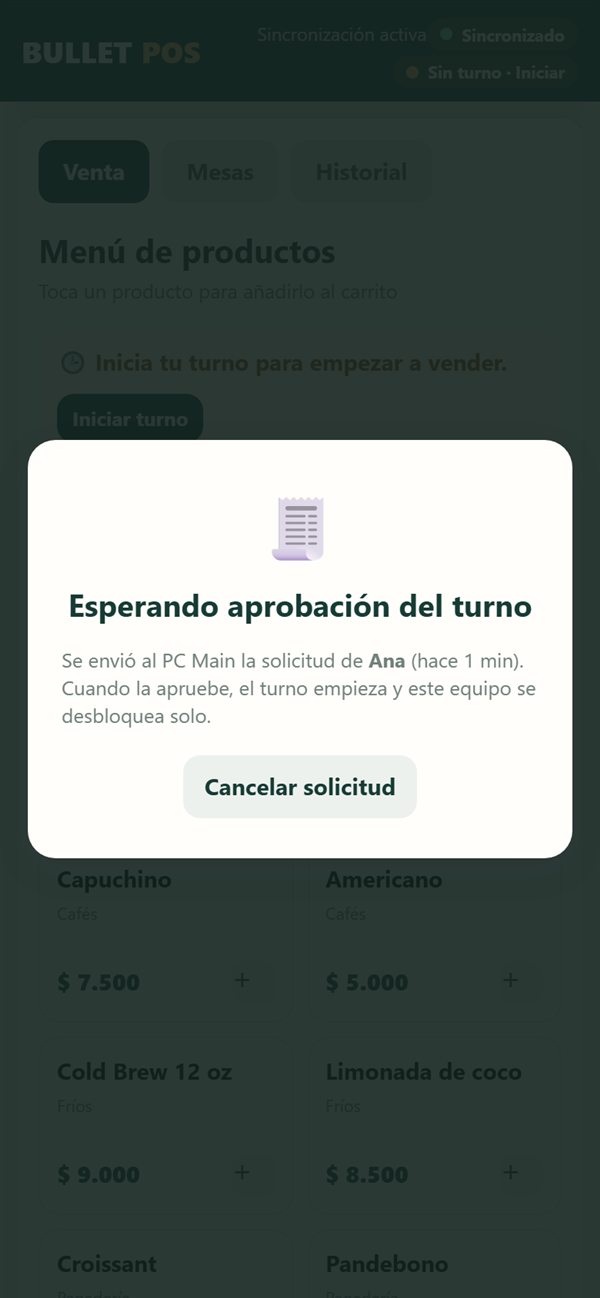 BULLET POS
Sincronización activa
Sincronizado
Sin turno • Iniciar
Venta
Mesas
Historial
Menú de productos
Toca un producto para añadirlo al carrito
Inicia tu turno para empezar a vender.
Iniciar turno
Esperando aprobación del turno
Se envió al PC Main la solicitud de Ana (hace 1 min).
Cuando la apruebe, el turno empieza y este equipo se
desbloquea solo.
Cancelar solicitud
Capuchino
Cafés
$ 7.500
+
Americano
Cafés
$ 5.000
+
Cold Brew 12 oz
Fríos
$ 9.000
+
Limonada de coco
Fríos
$ 8.500
+
Croissant
Pandebono